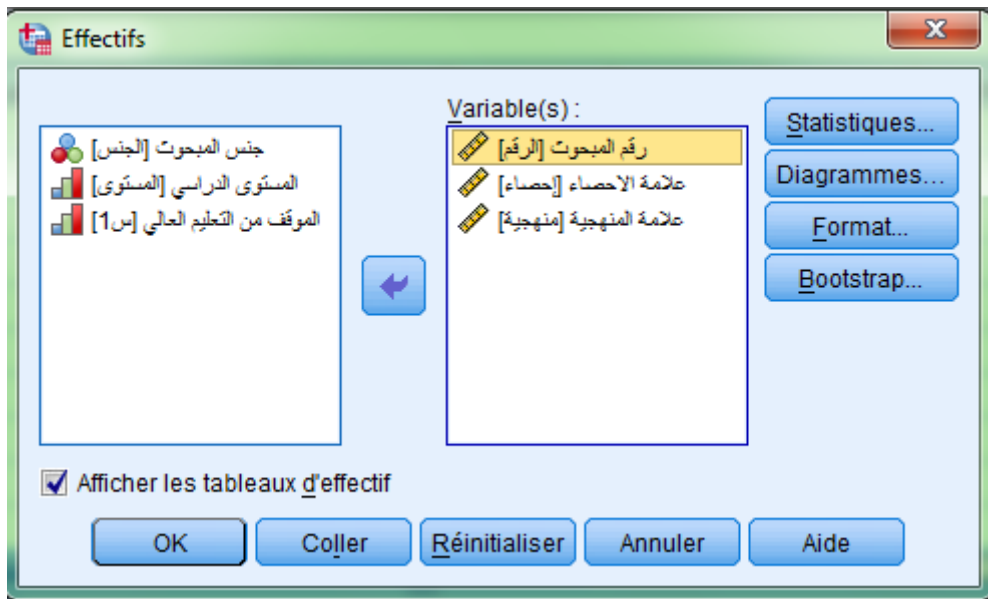 Effectifs
جنس المبحوث [الجنس]
المستوى الدراسي [المستوى]
الموقف من التعليم العالي [س1]
Variable(s) :
رقم المبحوث [الرقم]
علامة الاحصاء [إحصاء]
علامة المنهجية [منهجية]
Statistiques...
Diagrammes...
Format...
Bootstrap...
Afficher les tableaux d'effectif
OK
Coller
Réinitialiser
Annuler
Aide